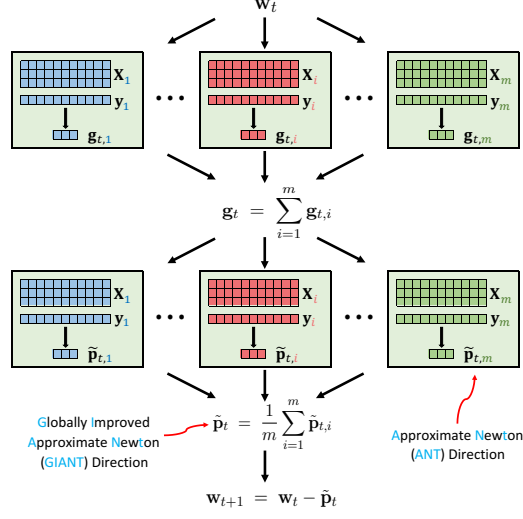 𝐰_t
𝐗_1 𝐗_i 𝐗_m
𝐲_1 ••• 𝐲_i ••• 𝐲_m
𝐠_{t,1} 𝐠_{t,i} 𝐠_{t,m}
𝐠_t = ∑_{i=1}^{m} 𝐠_{t,i}
𝐗_1 𝐗_i 𝐗_m
𝐲_1 ••• 𝐲_i ••• 𝐲_m
p̃_{t,1} p̃_{t,i} p̃_{t,m}
Globally Improved
Approximate Newton
(GIANT) Direction
p̃_t = 1/m ∑_{i=1}^{m} p̃_{t,i}
Approximate Newton
(ANT) Direction
𝐰_{t+1} = 𝐰_t − p̃_t